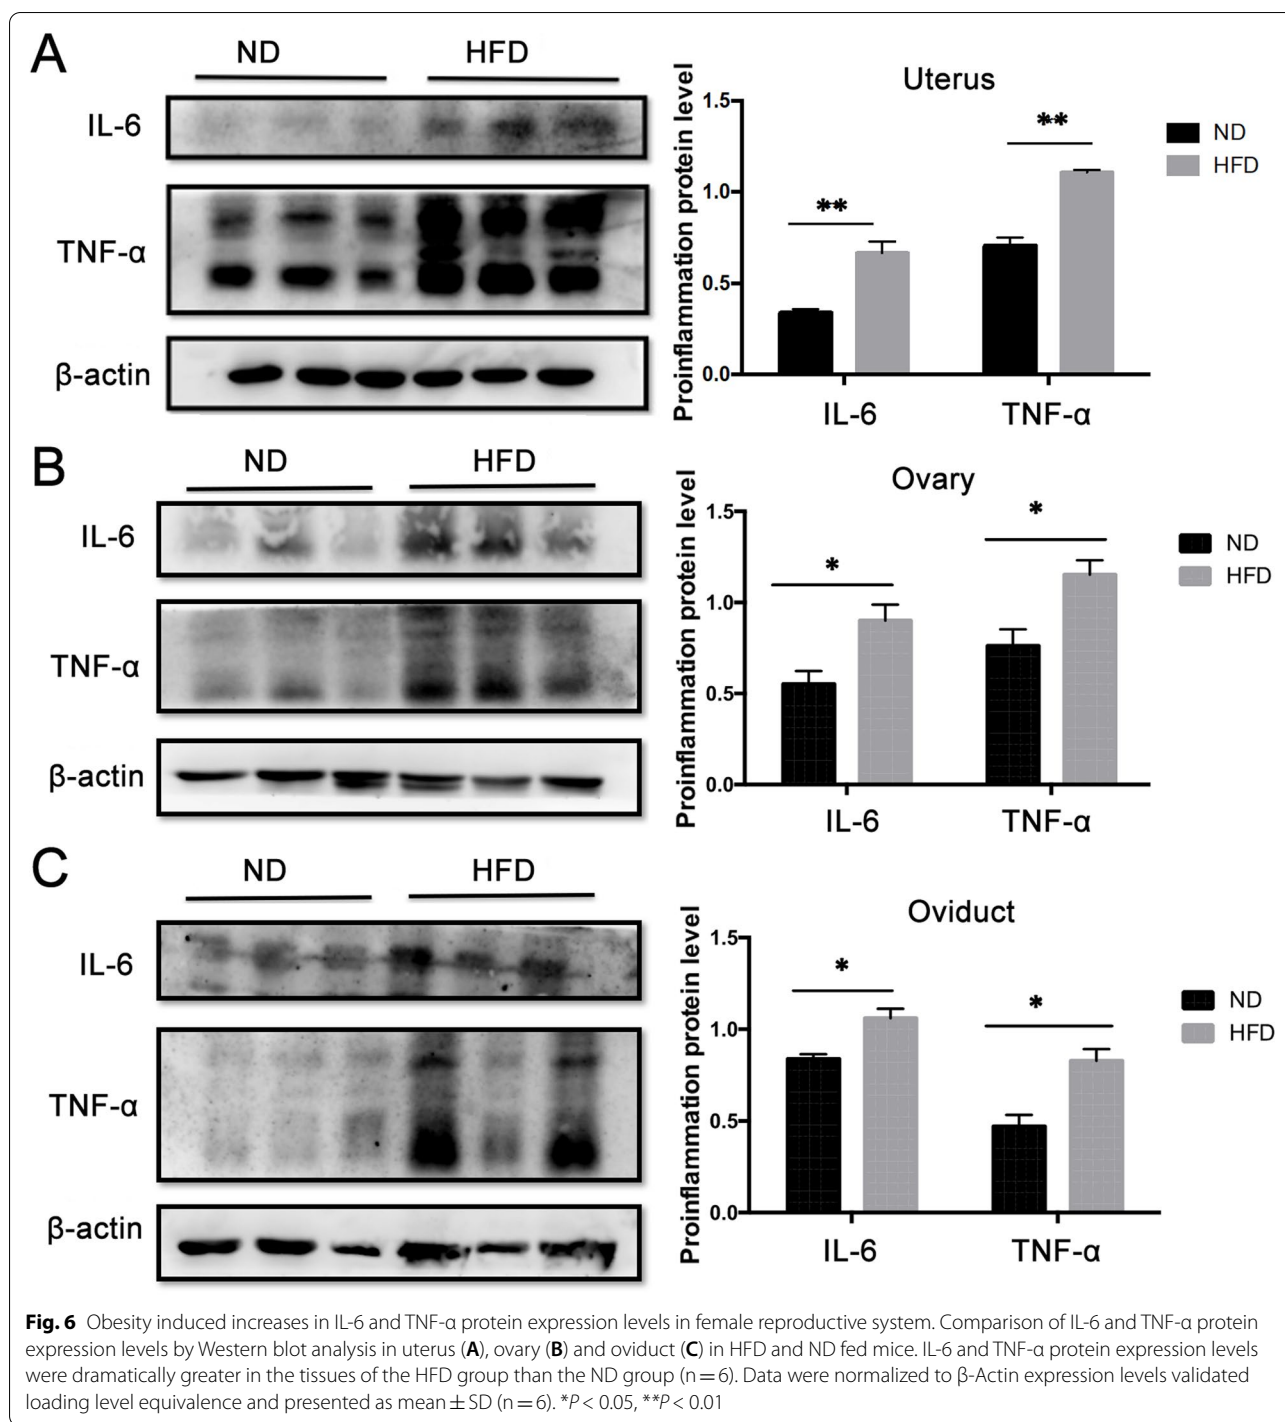 A
ND
HFD
IL-6
TNF-α
β-actin
Uterus
Proinflammation protein level
1.5
1.0
0.5
0.0
**
**
IL-6
TNF-α
ND
HFD
B
ND
HFD
IL-6
TNF-α
β-actin
Ovary
Proinflammation protein level
1.5
1.0
0.5
0.0
*
*
IL-6
TNF-α
ND
HFD
C
ND
HFD
IL-6
TNF-α
β-actin
Oviduct
Proinflammation protein level
1.5
1.0
0.5
0.0
*
*
IL-6
TNF-α
ND
HFD
Fig. 6 Obesity induced increases in IL-6 and TNF-α protein expression levels in female reproductive system. Comparison of IL-6 and TNF-α protein
expression levels by Western blot analysis in uterus (A), ovary (B) and oviduct (C) in HFD and ND fed mice. IL-6 and TNF-α protein expression levels
were dramatically greater in the tissues of the HFD group than the ND group (n = 6). Data were normalized to β-Actin expression levels validated
loading level equivalence and presented as mean ± SD (n = 6). *P < 0.05, **P < 0.01